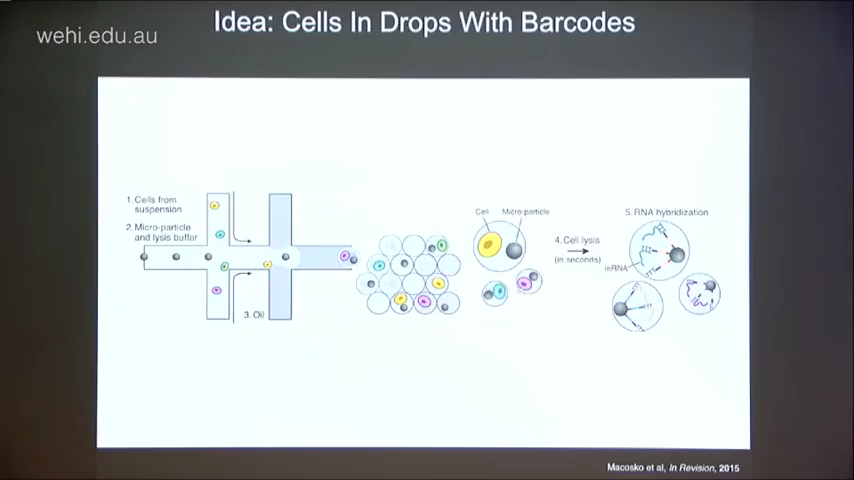 Idea: Cells In Drops With Barcodes
wehi.edu.au
1. Cells from
suspension
2. Micro-particle
and lysis buffer
3. Oil
Cell
Micro-particle
4. Cell lysis
(in seconds)
5. RNA hybridization
mRNA
Macosko et al, In Revision, 2015